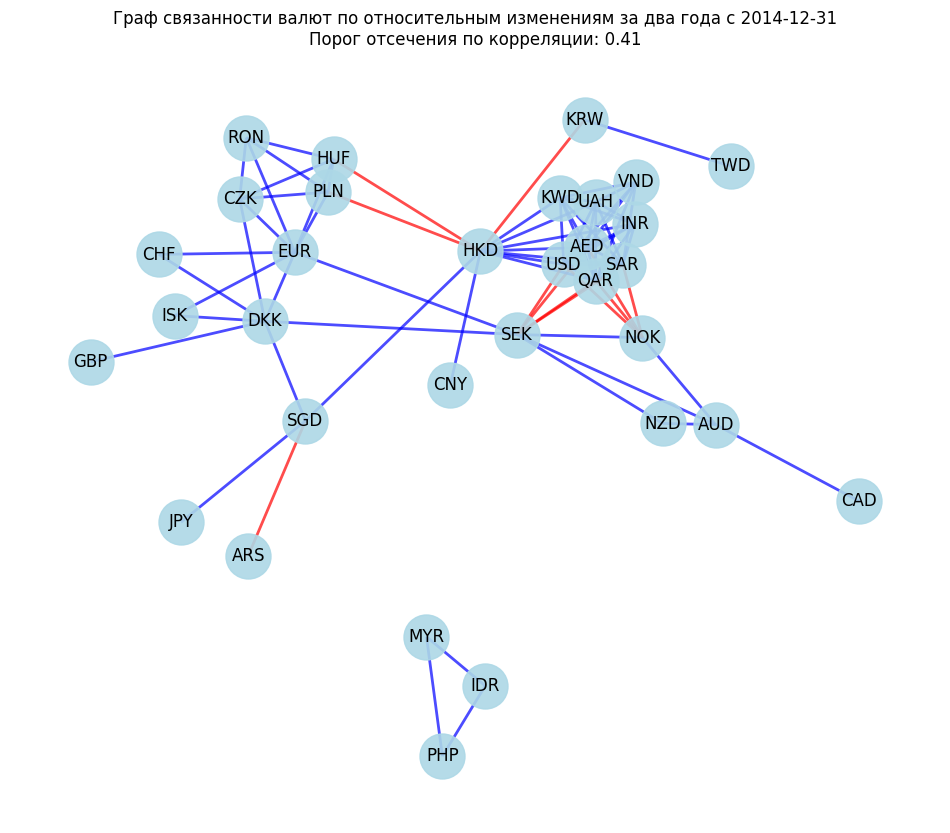 Граф связанности валют по относительным изменениям за два года с 2014-12-31
Порог отсечения по корреляции: 0.41
KRW
RON
HUF
TWD
VND
PLN
CZK
KWD
UAH
INR
AED
HKD
EUR
CHF
USD
SAR
QAR
ISK
DKK
SEK
NOK
GBP
CNY
SGD
NZD
AUD
CAD
JPY
ARS
MYR
IDR
PHP